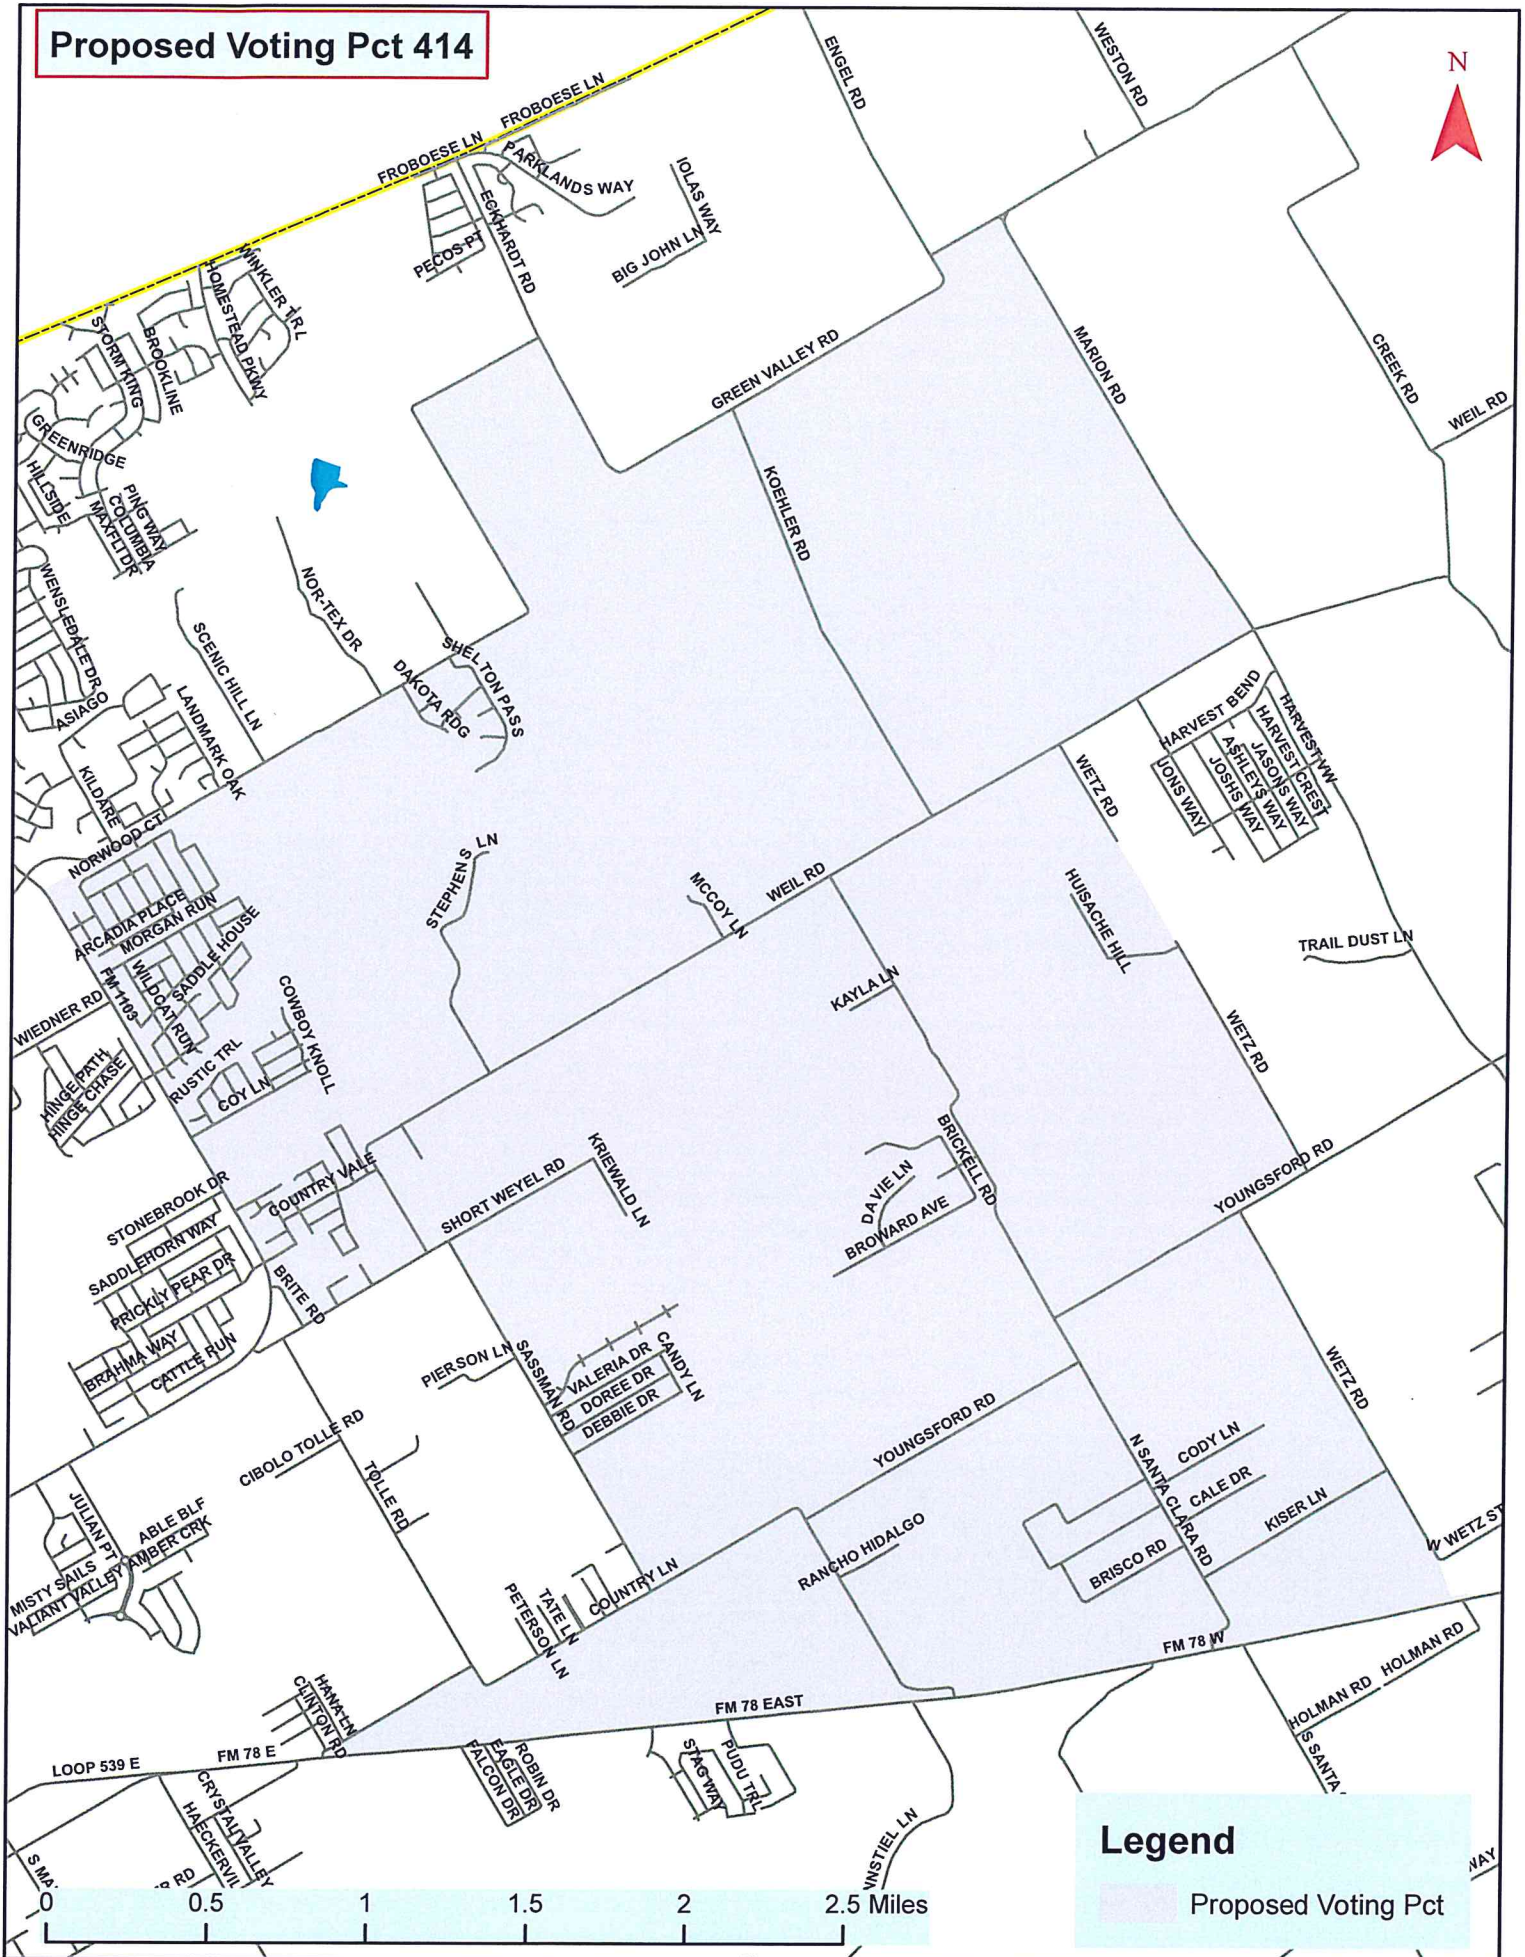 Proposed Voting Pct 414
N
FROBOESE LN
FROBOESE LN
ENGEL RD
WESTON RD
PARKLANDS WAY
IOLAS WAY
ECKHARDT RD
PECOS PT
BIG JOHN LN
WINKLER TRL
HOMESTEAD PKWY
STORM KING
BROOKLINE
GREEN VALLEY RD
MARION RD
CREEK RD
WEIL RD
GREENRIDGE
HILLSIDE
PING WAY
COLUMBIA
MAXFLI DR
KOEHLER RD
WENSLEDALE DR
NOR-TEX DR
SCENIC HILL LN
SHELTON PASS
DAKOTA RDG
ASIAGO
LANDMARK OAK
KILDARE
HARVEST BEND
HARVEST VW
HARVEST CREST
JASONS WAY
ASHLEYS WAY
JOSHS WAY
JONS WAY
WETZ RD
NORWOOD CT
STEPHENS LN
MCCOY LN
WEIL RD
HUISACHE HILL
ARCADIA PLACE
MORGAN RUN
SADDLE HOUSE
WILDCAT RUN
FM 1103
WIEDNER RD
TRAIL DUST LN
KAYLA LN
COWBOY KNOLL
RUSTIC TRL
COY LN
HINGE PATH
HINGE CHASE
WETZ RD
BRICKELL RD
KRIEWALD LN
SHORT WEYEL RD
COUNTRY VALE
DAVIE LN
BROWARD AVE
YOUNGSFORD RD
STONEBROOK DR
SADDLEHORN WAY
PRICKLY PEAR DR
BRITE RD
BRAHMA WAY
CATTLE RUN
PIERSON LN
SASSMAN RD
VALERIA DR
DOREE DR
DEBBIE DR
CANDY LN
WETZ RD
YOUNGSFORD RD
CIBOLO TOLLE RD
TOLLE RD
N SANTA CLARA RD
CODY LN
CALE DR
KISER LN
BRISCO RD
W WETZ ST
JULIAN PT
ABLE BLF
AMBER CRK
MISTY SAILS
VALIANT VALLEY
RANCHO HIDALGO
COUNTRY LN
TATE LN
PETERSON LN
FM 78 W
HOLMAN RD
HOLMAN RD
HANA LN
CLINTON RD
FM 78 EAST
FM 78 E
LOOP 539 E
ROBIN DR
EAGLE DR
FALCON DR
STAG WAY
PUDU TRL
S SANTA
CRYSTAL VALLEY
HAECKERVIL
NNSTIEL LN
S MA
R RD
WAY
Legend
Proposed Voting Pct
0 0.5 1 1.5 2 2.5 Miles